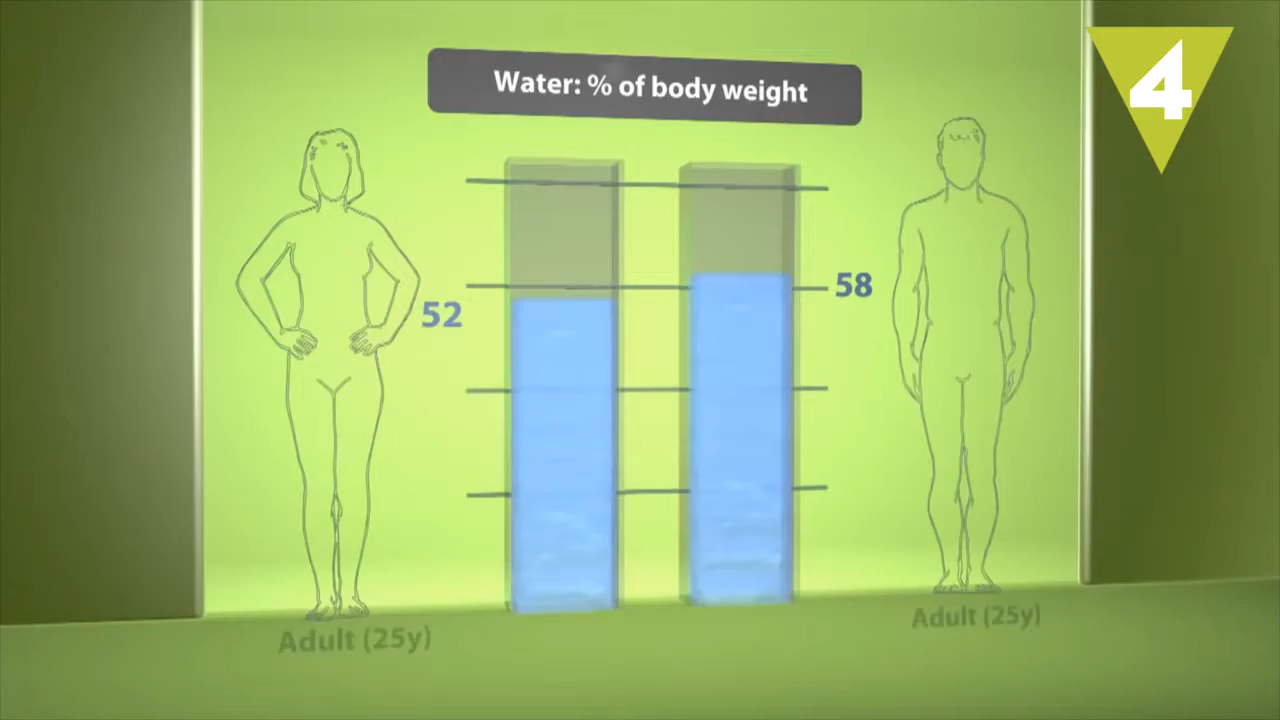 4
Water: % of body weight
52
58
Adult (25y)
Adult (25y)